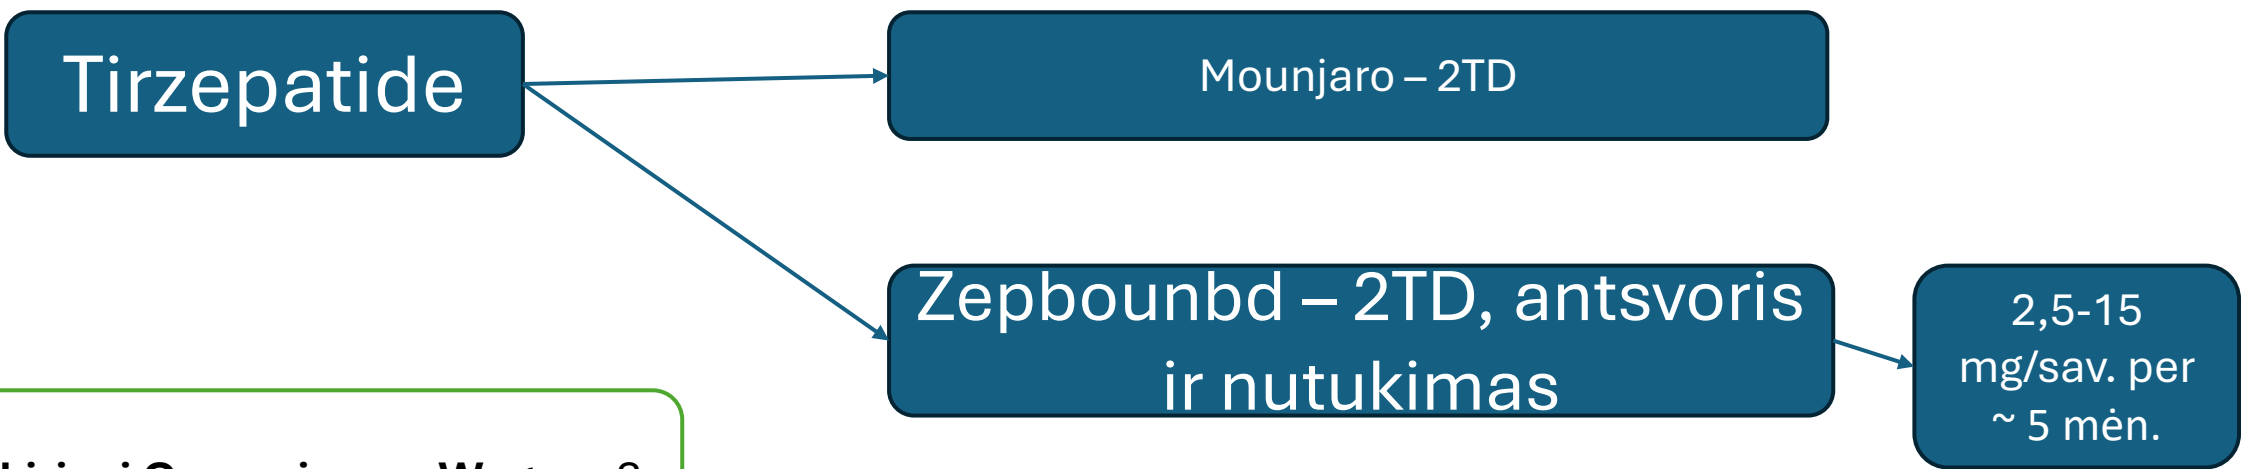 Tirzepatide
Mounjaro – 2TD
Zepbounbd – 2TD, antsvoris
ir nutukimas
2,5-15
mg/sav. per
~ 5 mėn.